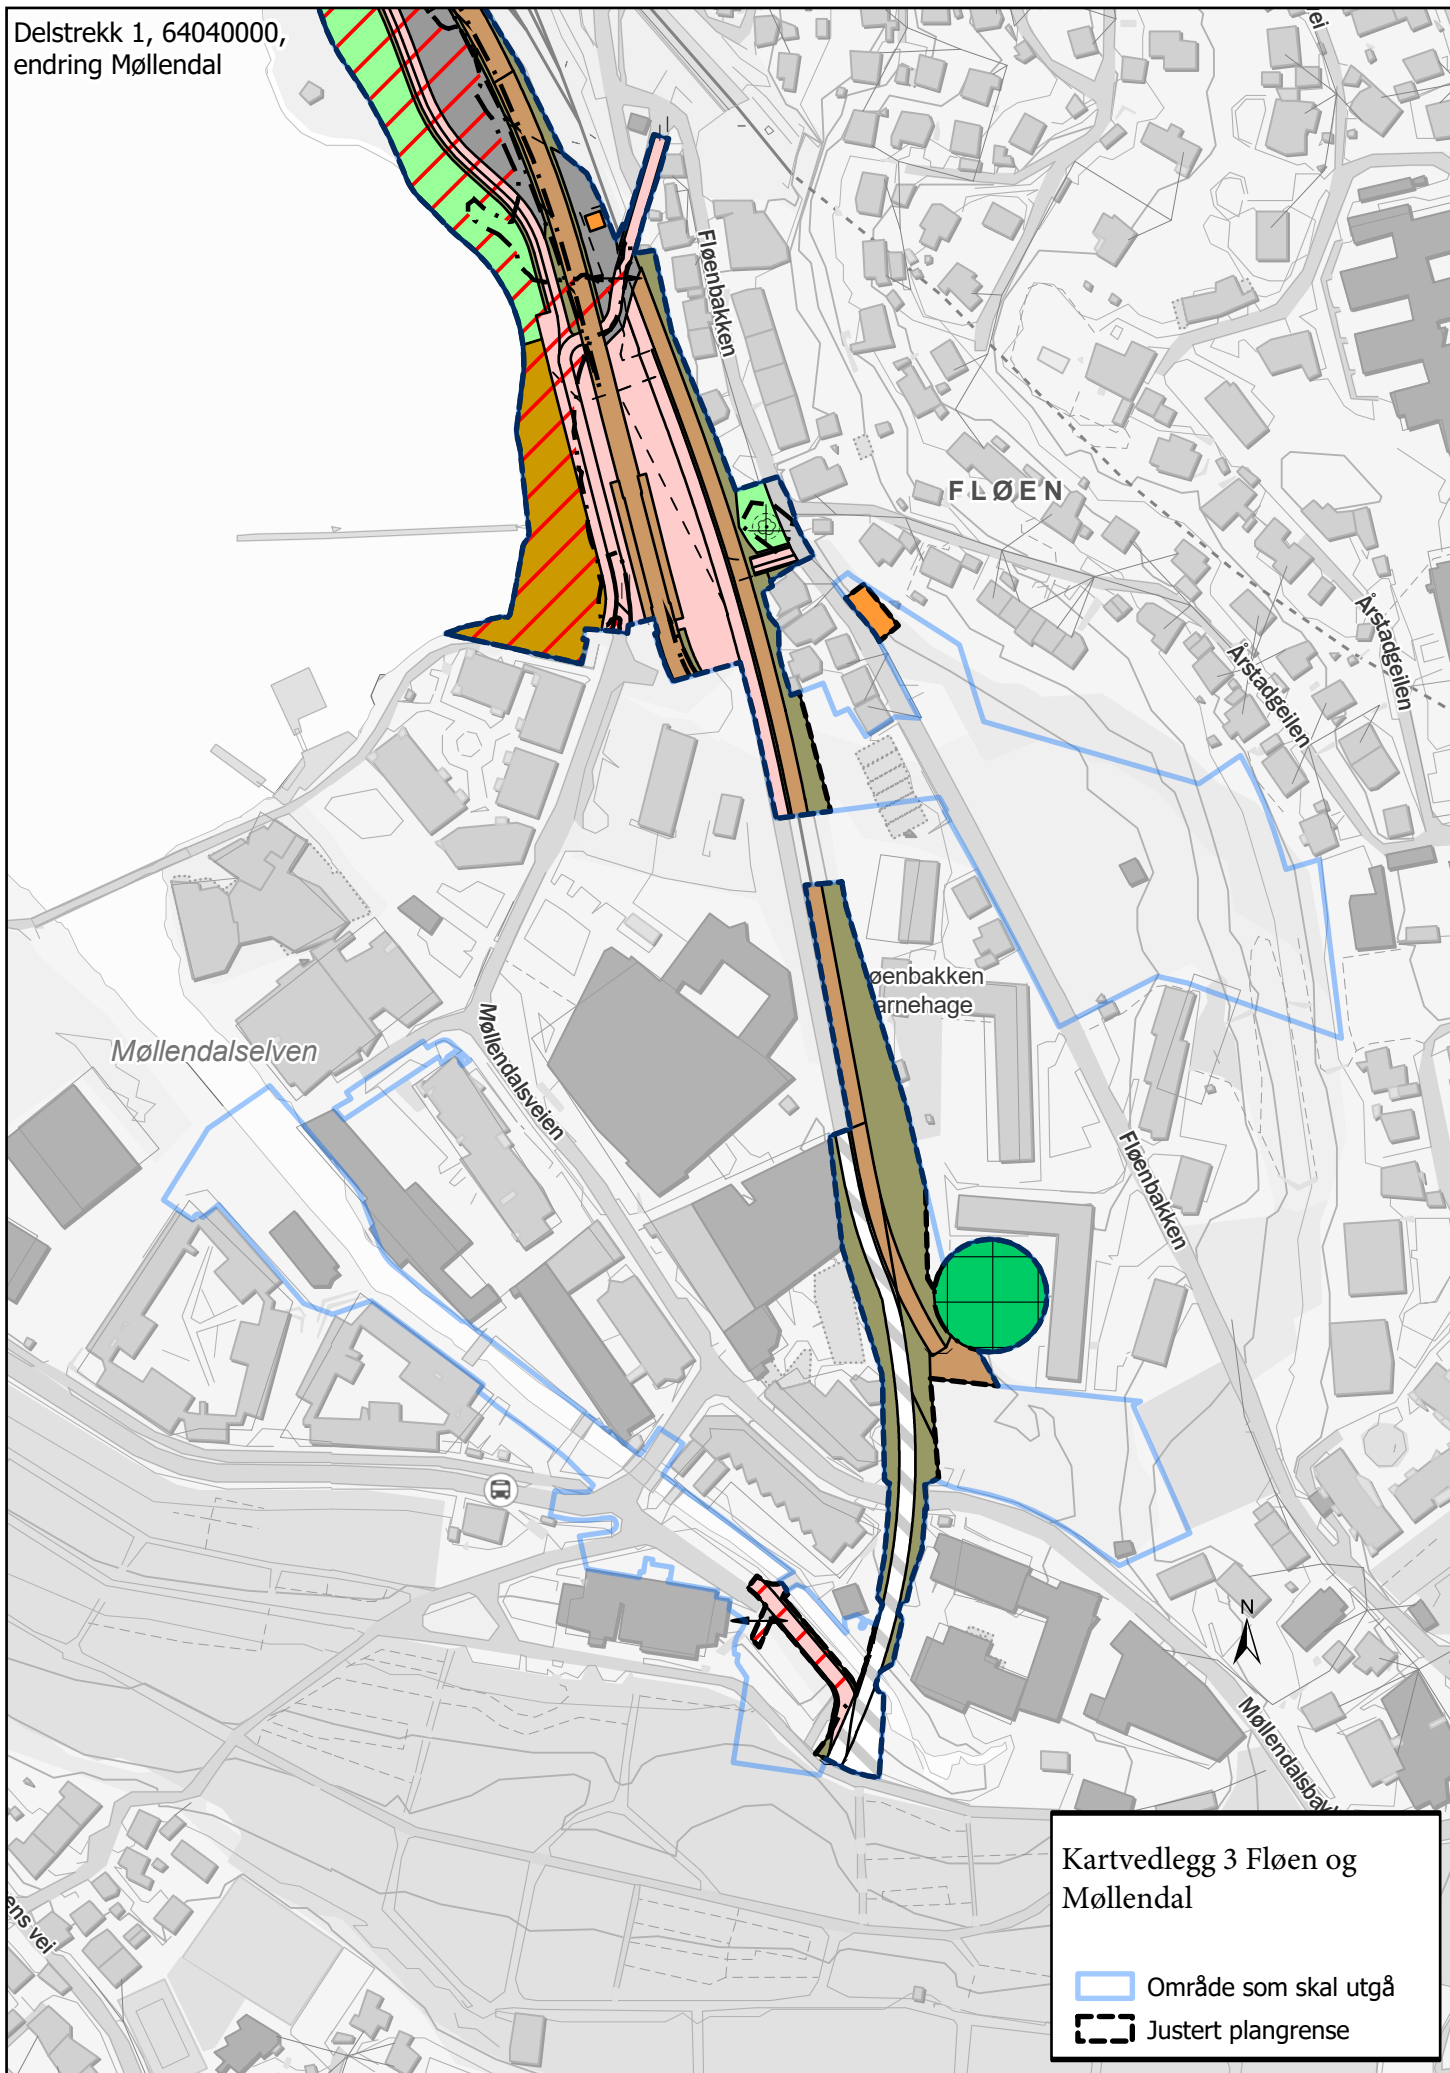 Delstrekk 1, 64040000,
endring Møllendal
vei
Fløenbakken
FLØEN
Årstadgeilen
Årstadgeilen
øenbakken
arnehage
Møllendalselven
Møllendalsveien
Fløenbakken
N
Møllendalsbakk
ens vei
Kartvedlegg 3 Fløen og
Møllendal
Område som skal utgå
Justert plangrense